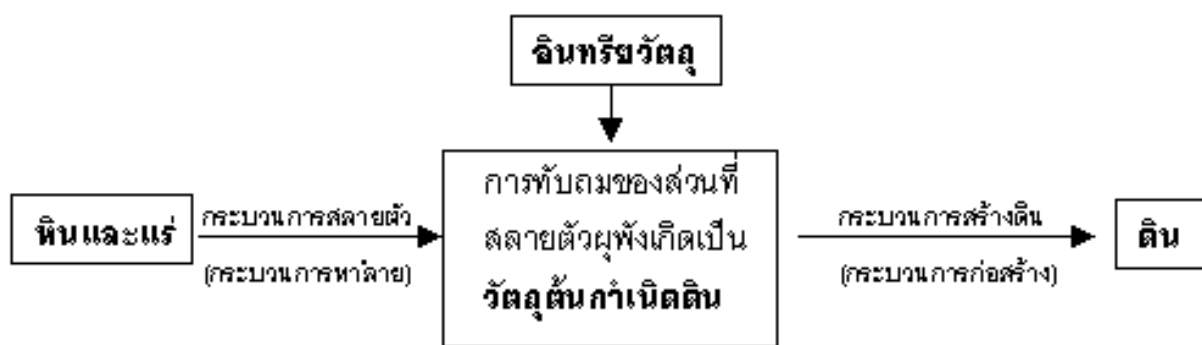 อินทรียวัตถุ
การทับถมของส่วนที่
สลายตัวผุพังเกิดเป็น
วัตถุต้นกำเนิดดิน
หินและแร่
กระบวนการสลายตัว
(กระบวนการทำลาย)
กระบวนการสร้างดิน
(กระบวนการก่อสร้าง)
ดิน